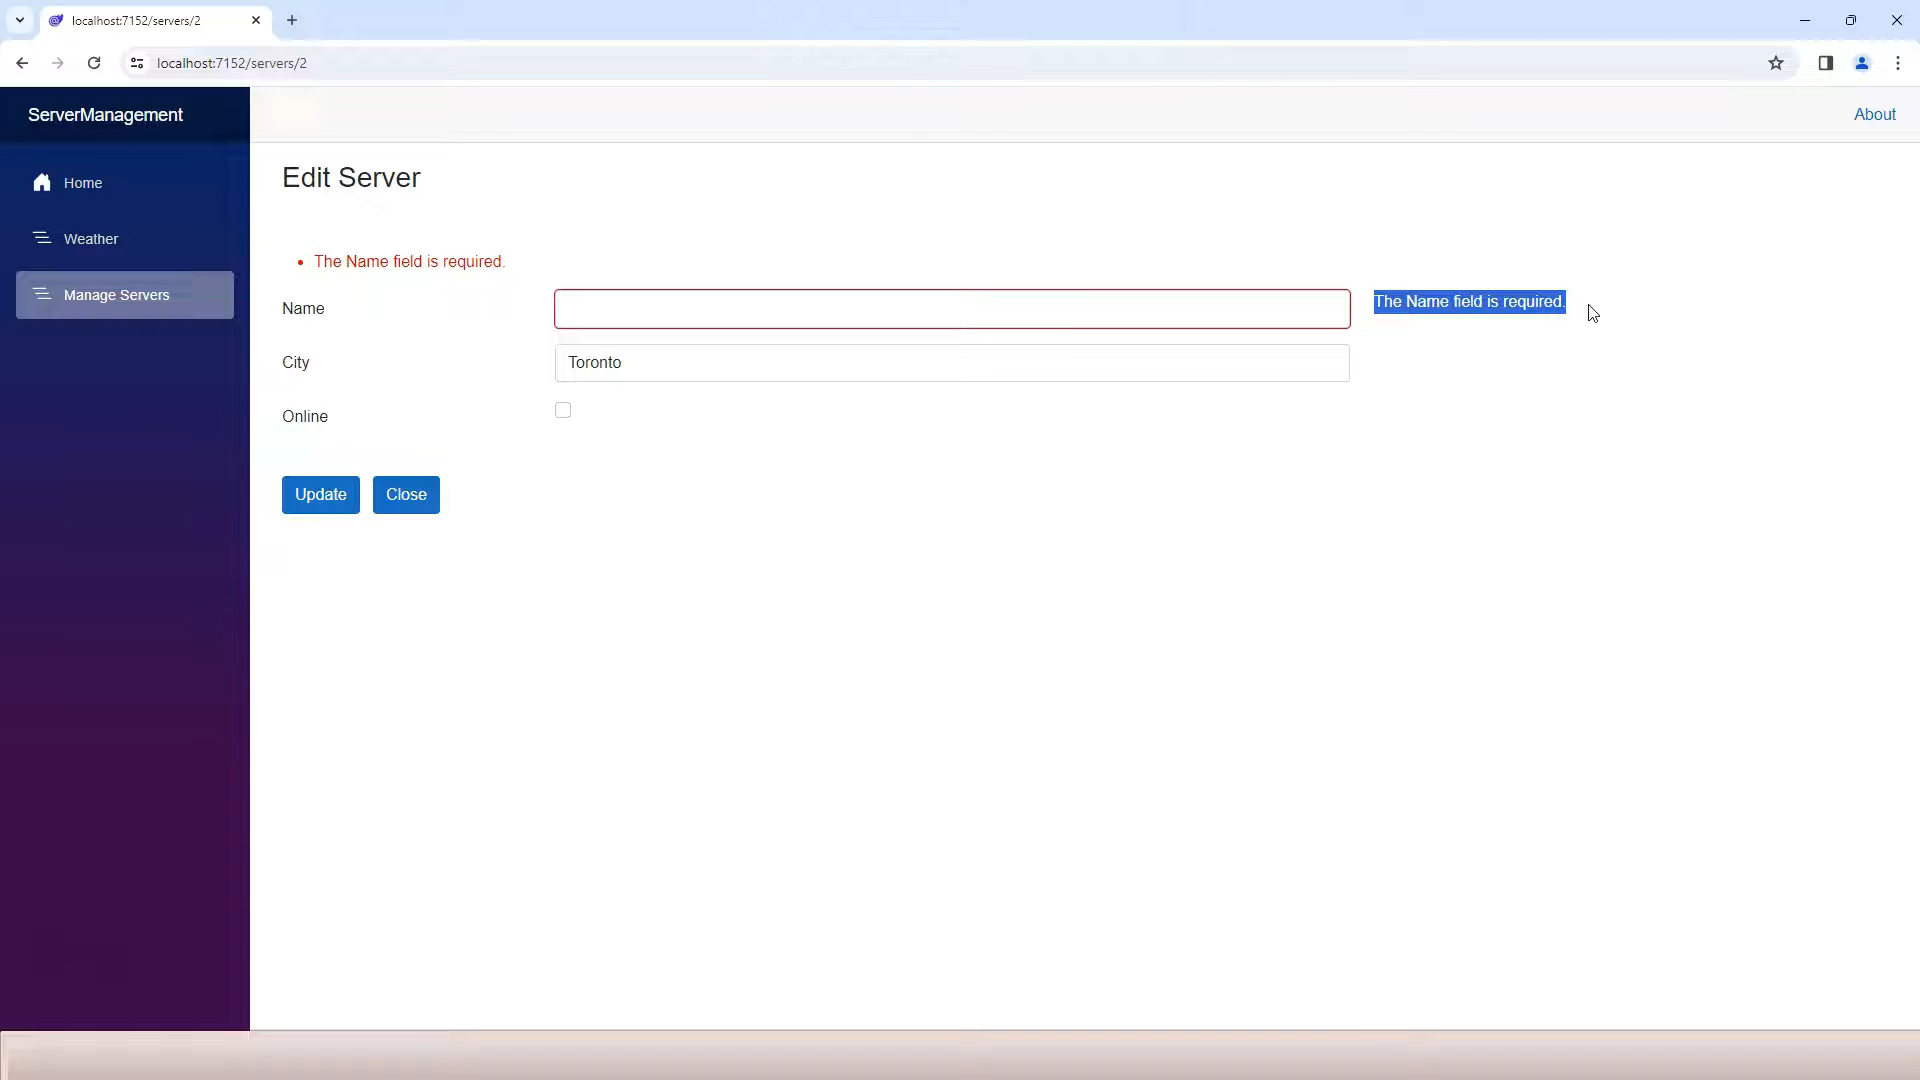 localhost:7152/servers/2
localhost:7152/servers/2
ServerManagement
About
Home
Weather
Manage Servers
Edit Server
The Name field is required.
Name
The Name field is required.
City
Toronto
Online
Update
Close